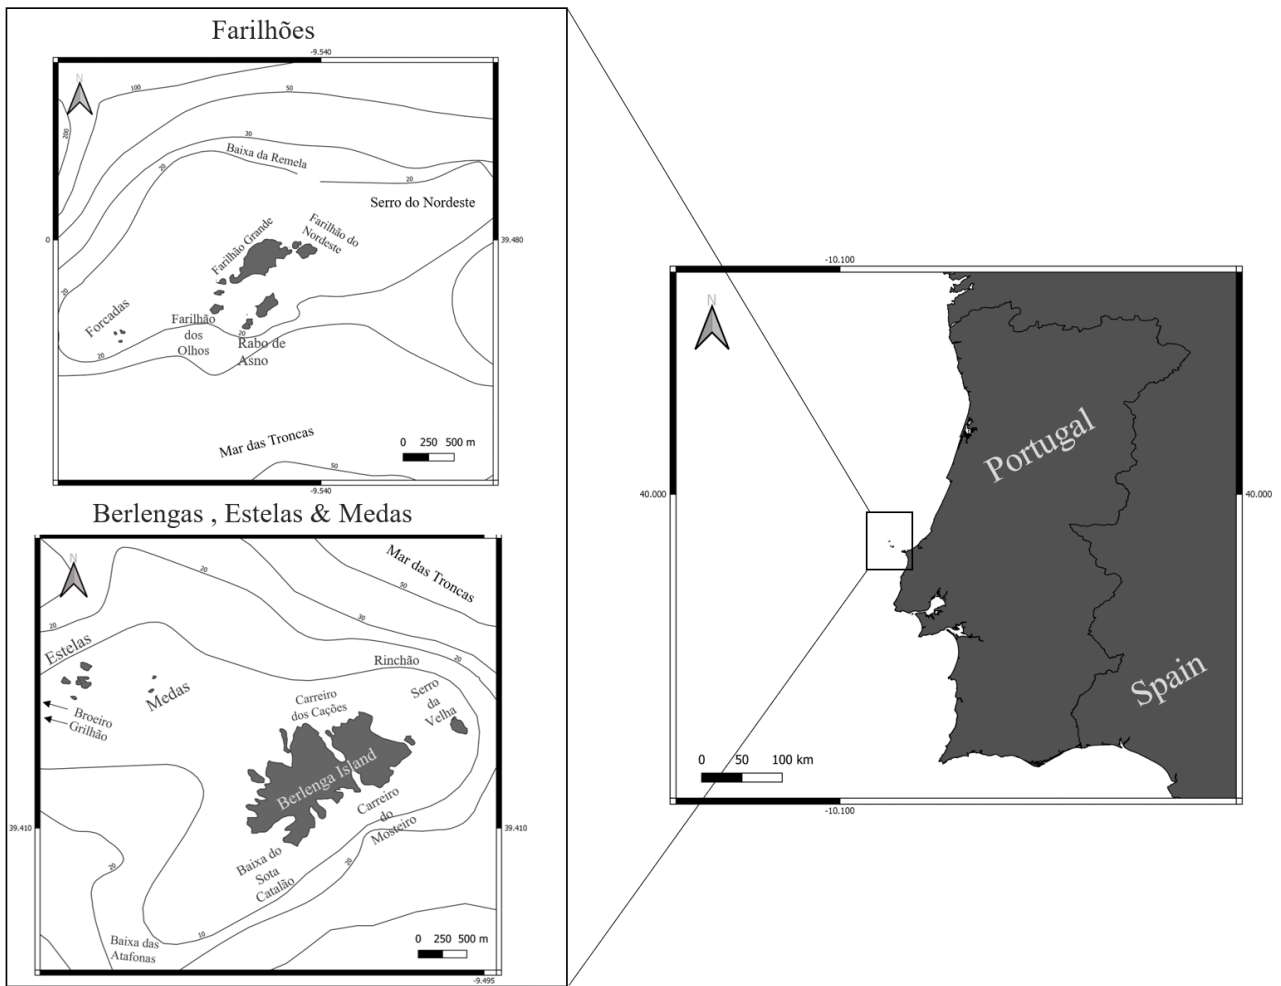 Farilhões
-9.540
N
100
50
200
30
Baixa da Remela
20
20
Serro do Nordeste
Farilhão Grande
Farilhão do
Nordeste
0
39.480
20
Forcadas
Farilhão
dos
Olhos
20
Rabo de
Asno
20
Mar das Troncas
0 250 500 m
50
-9.540
Berlengas , Estelas & Medas
N
20
Mar das Troncas
50
30
20
20
Estelas
Rinchão
Medas
Carreiro
dos Cações
Serro
da
Velha
Broeiro
Grilhão
Berlenga Island
Carreiro
do
Mosteiro
39.410
39.410
Baixa do
Sota
Catalão
20
20
10
Baixa das
Atafonas
0 250 500 m
-9.495
-10.100
N
Portugal
40.000
40.000
Spain
0 50 100 km
-10.100